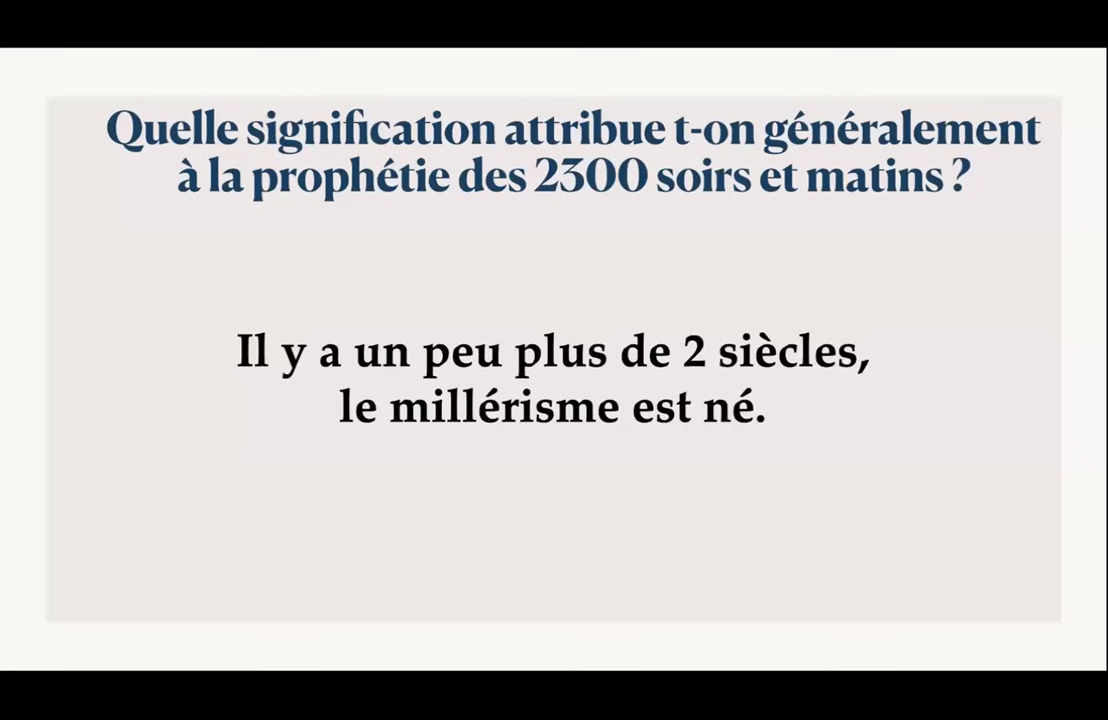 Quelle signification attribue t-on généralement
à la prophétie des 2300 soirs et matins ?
Il y a un peu plus de 2 siècles,
le millérisme est né.